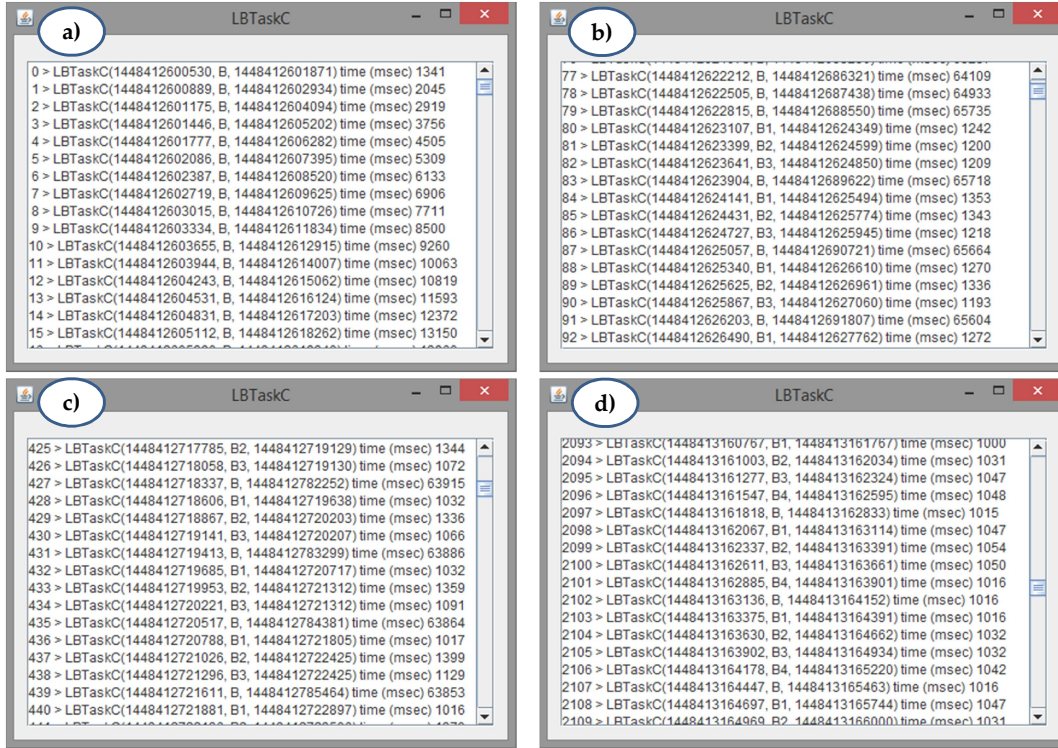 LBTaskC
a)
0 > LBTaskC(1448412600530, B, 1448412601871) time (msec) 1341
1 > LBTaskC(1448412600889, B, 1448412602934) time (msec) 2045
2 > LBTaskC(1448412601175, B, 1448412604094) time (msec) 2919
3 > LBTaskC(1448412601446, B, 1448412605202) time (msec) 3756
4 > LBTaskC(1448412601777, B, 1448412606282) time (msec) 4505
5 > LBTaskC(1448412602086, B, 1448412607395) time (msec) 5309
6 > LBTaskC(1448412602387, B, 1448412608520) time (msec) 6133
7 > LBTaskC(1448412602719, B, 1448412609625) time (msec) 6906
8 > LBTaskC(1448412603015, B, 1448412610726) time (msec) 7711
9 > LBTaskC(1448412603334, B, 1448412611834) time (msec) 8500
10 > LBTaskC(1448412603655, B, 1448412612915) time (msec) 9260
11 > LBTaskC(1448412603944, B, 1448412614007) time (msec) 10063
12 > LBTaskC(1448412604243, B, 1448412615062) time (msec) 10819
13 > LBTaskC(1448412604531, B, 1448412616124) time (msec) 11593
14 > LBTaskC(1448412604831, B, 1448412617203) time (msec) 12372
15 > LBTaskC(1448412605112, B, 1448412618262) time (msec) 13150
LBTaskC
b)
77 > LBTaskC(1448412622212, B, 1448412686321) time (msec) 64109
78 > LBTaskC(1448412622505, B, 1448412687438) time (msec) 64933
79 > LBTaskC(1448412622815, B, 1448412688550) time (msec) 65735
80 > LBTaskC(1448412623107, B1, 1448412624349) time (msec) 1242
81 > LBTaskC(1448412623399, B2, 1448412624599) time (msec) 1200
82 > LBTaskC(1448412623641, B3, 1448412624850) time (msec) 1209
83 > LBTaskC(1448412623904, B, 1448412689622) time (msec) 65718
84 > LBTaskC(1448412624141, B1, 1448412625494) time (msec) 1353
85 > LBTaskC(1448412624431, B2, 1448412625774) time (msec) 1343
86 > LBTaskC(1448412624727, B3, 1448412625945) time (msec) 1218
87 > LBTaskC(1448412625057, B, 1448412690721) time (msec) 65664
88 > LBTaskC(1448412625340, B1, 1448412626610) time (msec) 1270
89 > LBTaskC(1448412625625, B2, 1448412626961) time (msec) 1336
90 > LBTaskC(1448412625867, B3, 1448412627060) time (msec) 1193
91 > LBTaskC(1448412626203, B, 1448412691807) time (msec) 65604
92 > LBTaskC(1448412626490, B1, 1448412627762) time (msec) 1272
LBTaskC
c)
425 > LBTaskC(1448412717785, B2, 1448412719129) time (msec) 1344
426 > LBTaskC(1448412718058, B3, 1448412719130) time (msec) 1072
427 > LBTaskC(1448412718337, B, 1448412782252) time (msec) 63915
428 > LBTaskC(1448412718606, B1, 1448412719638) time (msec) 1032
429 > LBTaskC(1448412718867, B2, 1448412720203) time (msec) 1336
430 > LBTaskC(1448412719141, B3, 1448412720207) time (msec) 1066
431 > LBTaskC(1448412719413, B, 1448412783299) time (msec) 63886
432 > LBTaskC(1448412719685, B1, 1448412720717) time (msec) 1032
433 > LBTaskC(1448412719953, B2, 1448412721312) time (msec) 1359
434 > LBTaskC(1448412720221, B3, 1448412721312) time (msec) 1091
435 > LBTaskC(1448412720517, B, 1448412784381) time (msec) 63864
436 > LBTaskC(1448412720788, B1, 1448412721805) time (msec) 1017
437 > LBTaskC(1448412721026, B2, 1448412722425) time (msec) 1399
438 > LBTaskC(1448412721296, B3, 1448412722425) time (msec) 1129
439 > LBTaskC(1448412721611, B, 1448412785464) time (msec) 63853
440 > LBTaskC(1448412721881, B1, 1448412722897) time (msec) 1016
LBTaskC
d)
2093 > LBTaskC(1448413160767, B1, 1448413161767) time (msec) 1000
2094 > LBTaskC(1448413161003, B2, 1448413162034) time (msec) 1031
2095 > LBTaskC(1448413161277, B3, 1448413162324) time (msec) 1047
2096 > LBTaskC(1448413161547, B4, 1448413162595) time (msec) 1048
2097 > LBTaskC(1448413161818, B, 1448413162833) time (msec) 1015
2098 > LBTaskC(1448413162067, B1, 1448413163114) time (msec) 1047
2099 > LBTaskC(1448413162337, B2, 1448413163391) time (msec) 1054
2100 > LBTaskC(1448413162611, B3, 1448413163661) time (msec) 1050
2101 > LBTaskC(1448413162885, B4, 1448413163901) time (msec) 1016
2102 > LBTaskC(1448413163136, B, 1448413164152) time (msec) 1016
2103 > LBTaskC(1448413163375, B1, 1448413164391) time (msec) 1016
2104 > LBTaskC(1448413163630, B2, 1448413164662) time (msec) 1032
2105 > LBTaskC(1448413163902, B3, 1448413164934) time (msec) 1032
2106 > LBTaskC(1448413164178, B4, 1448413165220) time (msec) 1042
2107 > LBTaskC(1448413164447, B, 1448413165463) time (msec) 1016
2108 > LBTaskC(1448413164697, B1, 1448413165744) time (msec) 1047
2109 > LBTaskC(1448413164969, B2, 1448413166000) time (msec) 1031